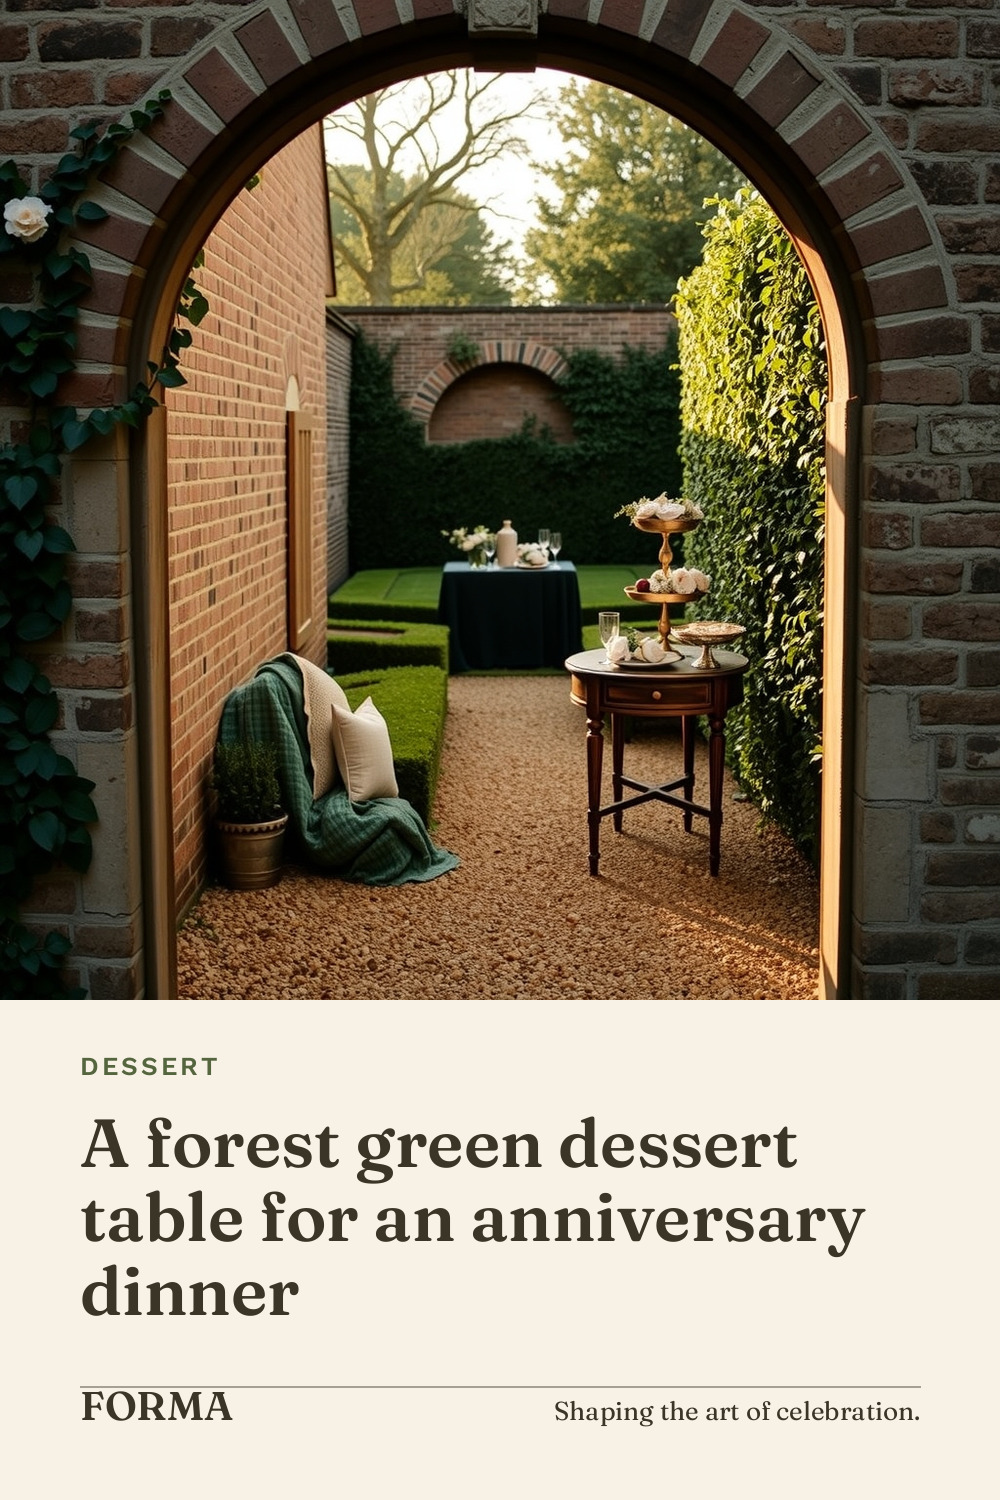 DESSERT
A forest green dessert
table for an anniversary
dinner
FORMA
Shaping the art of celebration.